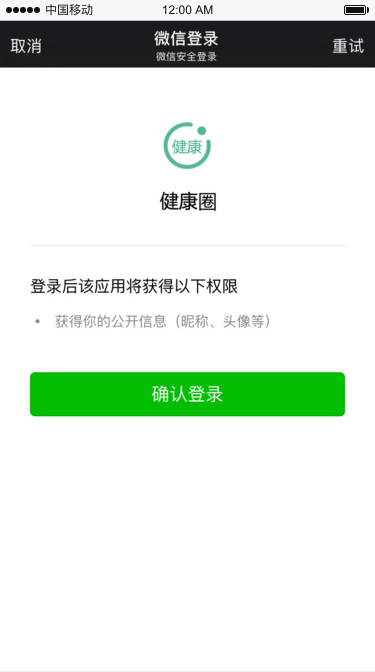 中国移动 12:00 AM
取消 微信登录 重试
微信安全登录
健康
健康圈
登录后该应用将获得以下权限
• 获得你的公开信息（昵称、头像等）
确认登录